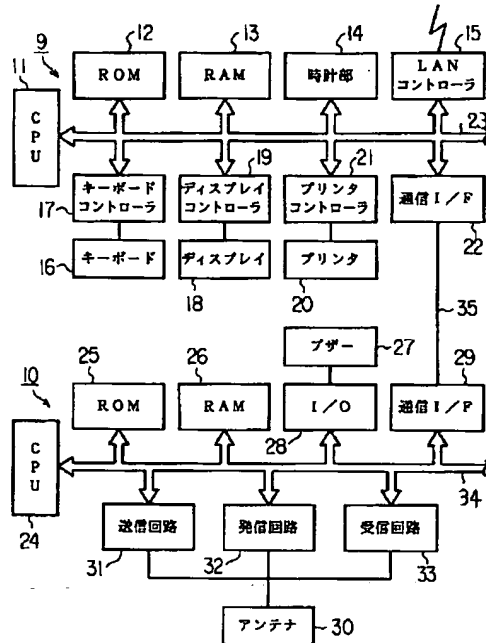 12
13
14
15
9
11
ROM
RAM
時計部
LAN
コントローラ
CPU
23
19
21
17
キーボード
コントローラ
ディスプレイ
コントローラ
プリンタ
コントローラ
通信I/F
22
16
キーボード
ディスプレイ
プリンタ
18
20
35
ブザー
27
25
26
29
10
ROM
RAM
I/O
通信I/F
28
CPU
24
34
送信回路
発信回路
受信回路
31
32
33
アンテナ
30